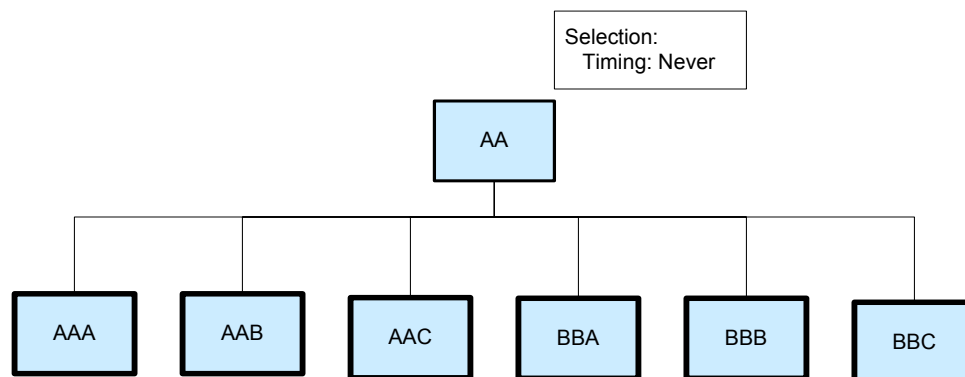 Selection:
Timing: Never
AA
AAA
AAB
AAC
BBA
BBB
BBC